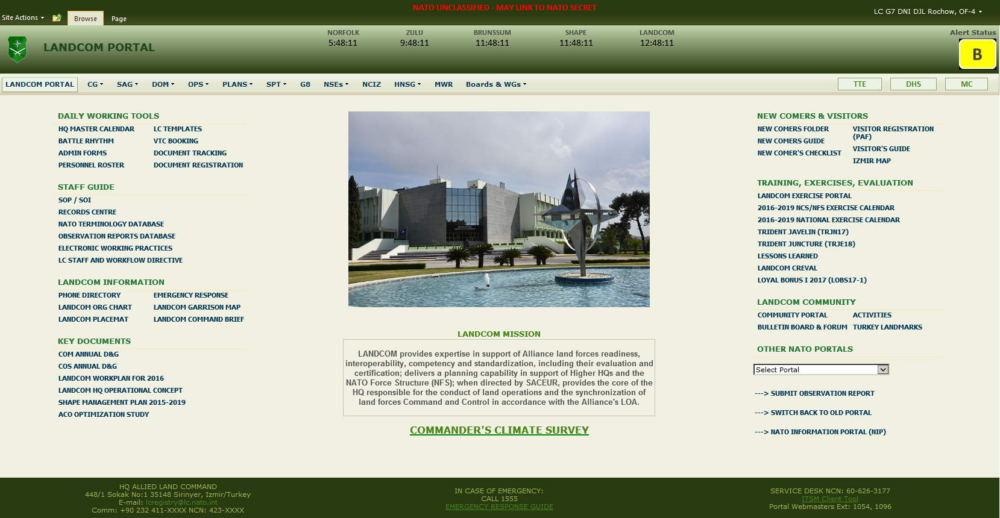 NATO UNCLASSIFIED - MAY LINK TO NATO SECRET
Site Actions
Browse
Page
LC G7 DNI DJL Rochow, OF-4
LANDCOM PORTAL
NORFOLK
5:48:11
ZULU
9:48:11
BRUNSSUM
11:48:11
SHAPE
11:48:11
LANDCOM
12:48:11
Alert Status
B
LANDCOM PORTAL
CG
SAG
DOM
OPS
PLANS
SPT
G8
NSEs
NCIZ
HNSG
MWR
Boards & WGs
TTE
DHS
MC
DAILY WORKING TOOLS
HQ MASTER CALENDAR
BATTLE RHYTHM
ADMIN FORMS
PERSONNEL ROSTER
LC TEMPLATES
VTC BOOKING
DOCUMENT TRACKING
DOCUMENT REGISTRATION
STAFF GUIDE
SOP / SOI
RECORDS CENTRE
NATO TERMINOLOGY DATABASE
OBSERVATION REPORTS DATABASE
ELECTRONIC WORKING PRACTICES
LC STAFF AND WORKFLOW DIRECTIVE
LANDCOM INFORMATION
PHONE DIRECTORY
LANDCOM ORG CHART
LANDCOM PLACEMAT
EMERGENCY RESPONSE
LANDCOM GARRISON MAP
LANDCOM COMMAND BRIEF
KEY DOCUMENTS
COM ANNUAL D&G
COS ANNUAL D&G
LANDCOM WORKPLAN FOR 2016
LANDCOM HQ OPERATIONAL CONCEPT
SHAPE MANAGEMENT PLAN 2015-2019
ACO OPTIMIZATION STUDY
LANDCOM MISSION
LANDCOM provides expertise in support of Alliance land forces readiness,
interoperability, competency and standardization, including their evaluation and
certification; delivers a planning capability in support of Higher HQs and the
NATO Force Structure (NFS); when directed by SACEUR, provides the core of the
HQ responsible for the conduct of land operations and the synchronization of
land forces Command and Control in accordance with the Alliance's LOA.
COMMANDER'S CLIMATE SURVEY
NEW COMERS & VISITORS
NEW COMERS FOLDER
NEW COMERS GUIDE
NEW COMER'S CHECKLIST
VISITOR REGISTRATION
(PAF)
VISITOR'S GUIDE
IZMIR MAP
TRAINING, EXERCISES, EVALUATION
LANDCOM EXERCISE PORTAL
2016-2019 NCS/NFS EXERCISE CALENDAR
2016-2019 NATIONAL EXERCISE CALENDAR
TRIDENT JAVELIN (TRJN17)
TRIDENT JUNCTURE (TRJE18)
LESSONS LEARNED
LANDCOM CREVAL
LOYAL BONUS I 2017 (LOBS17-1)
LANDCOM COMMUNITY
COMMUNITY PORTAL
BULLETIN BOARD & FORUM
ACTIVITIES
TURKEY LANDMARKS
OTHER NATO PORTALS
Select Portal
---> SUBMIT OBSERVATION REPORT
---> SWITCH BACK TO OLD PORTAL
---> NATO INFORMATION PORTAL (NIP)
HQ ALLIED LAND COMMAND
448/1 Sokak No:1 35148 Sirinyer, Izmir/Turkey
E-mail: lcregistry@lc.nato.int
Comm: +90 232 411-XXXX NCN: 423-XXXX
IN CASE OF EMERGENCY:
CALL 1555
EMERGENCY RESPONSE GUIDE
SERVICE DESK NCN: 60-626-3177
ITSM Client Tool
Portal Webmasters Ext: 1054, 1096